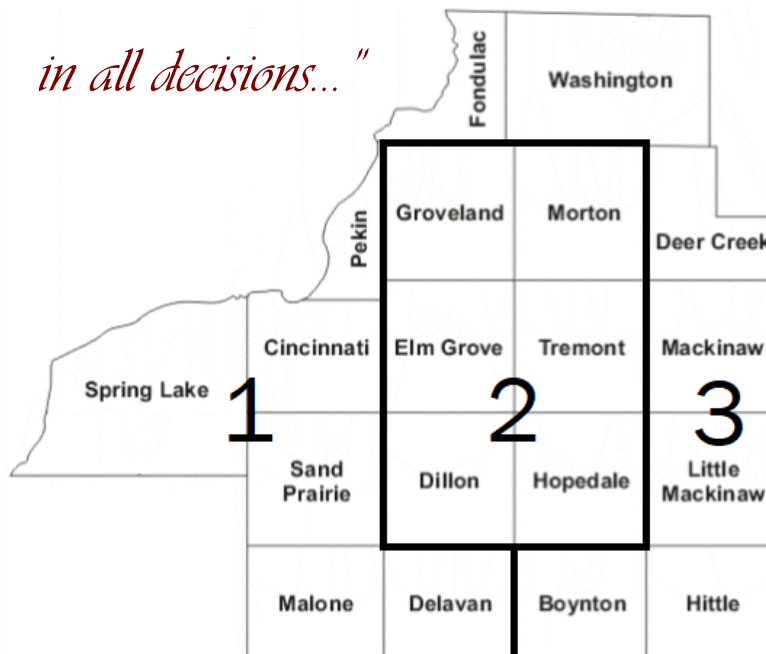 in all decisions..."
Fondulac
Washington
Pekin
Groveland
Morton
Deer Creek
Cincinnati
Elm Grove
Tremont
Mackinaw
Spring Lake
1
2
3
Sand
Prairie
Dillon
Hopedale
Little
Mackinaw
Malone
Delavan
Boynton
Hittle